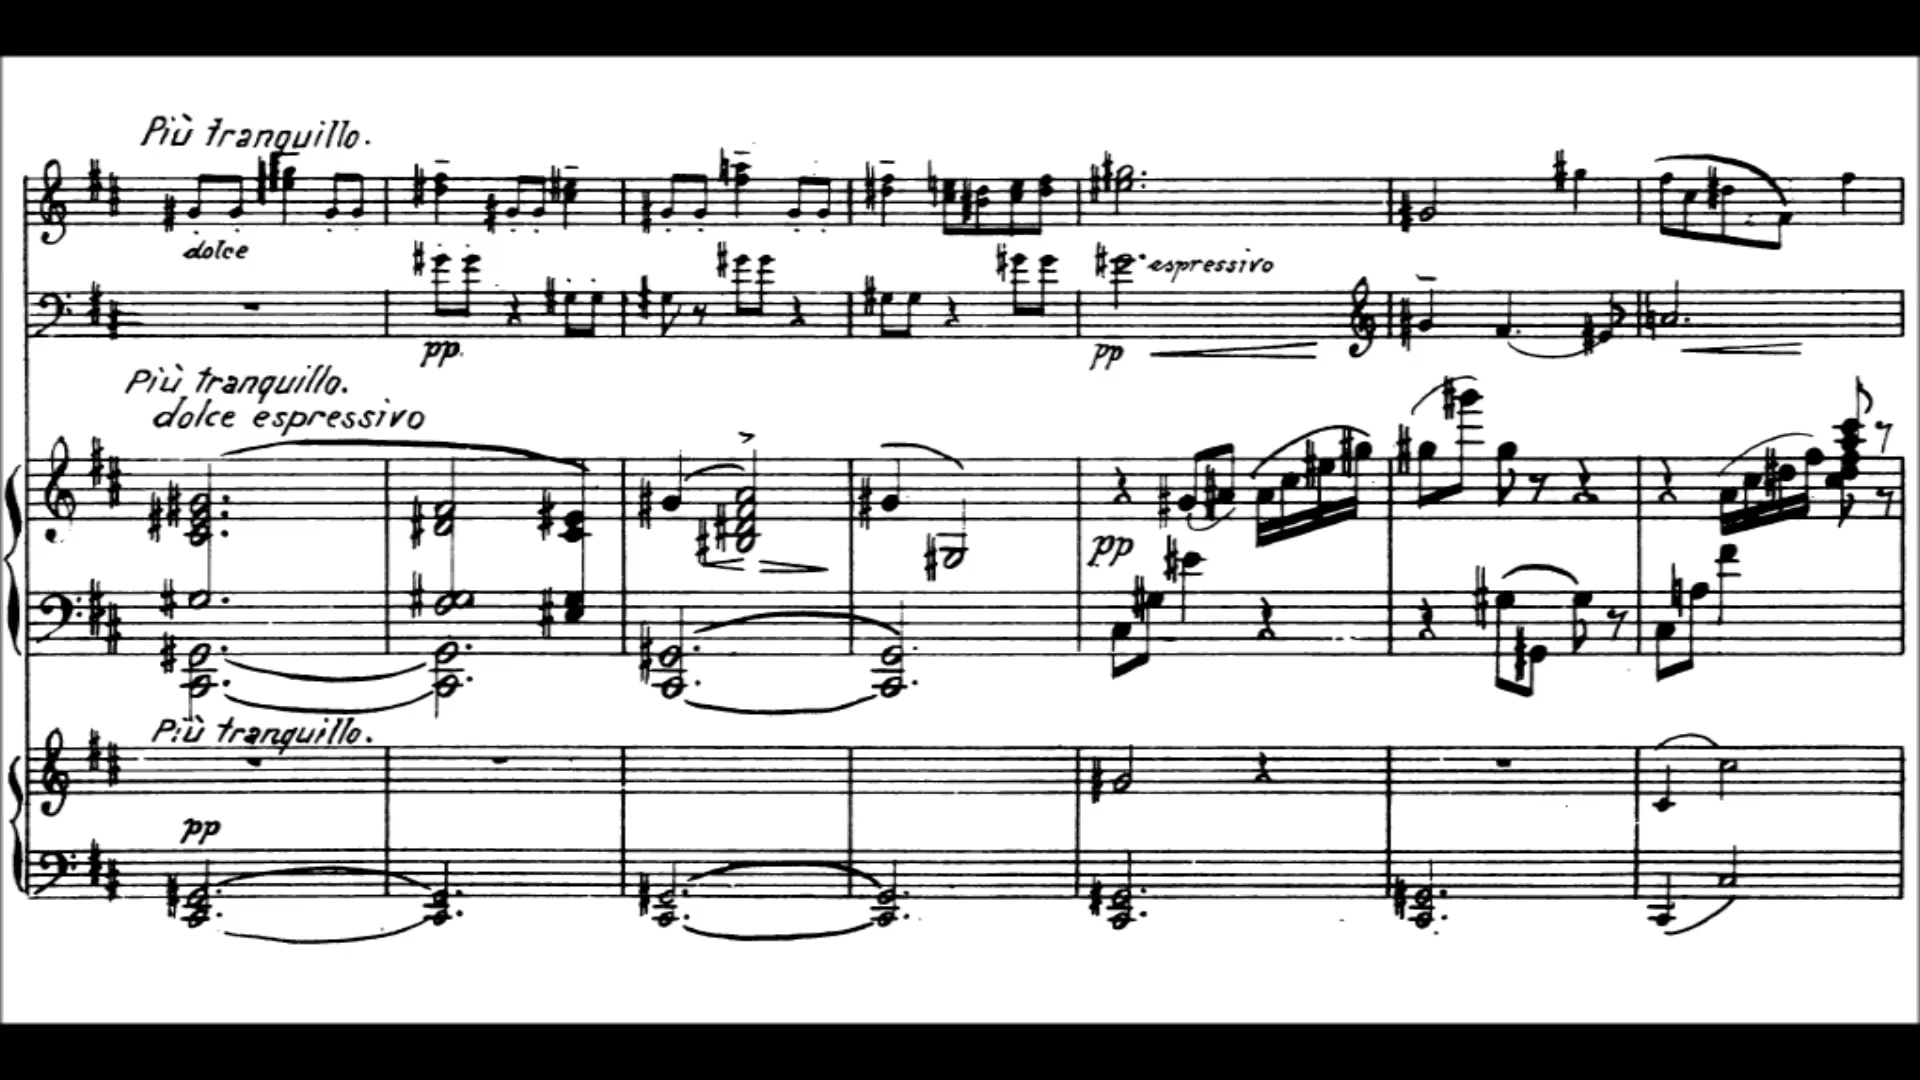 Più tranquillo.
dolce
pp.
espressivo
pp
Più tranquillo.
dolce espressivo
pp
Più tranquillo.
pp